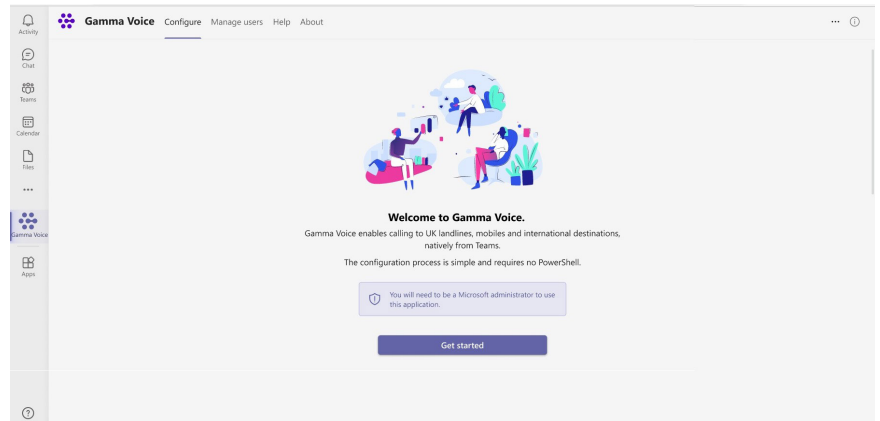 Gamma Voice Configure Manage users Help About
Activity
Chat
Teams
Calendar
Files
Gamma Voice
Apps
Welcome to Gamma Voice.
Gamma Voice enables calling to UK landlines, mobiles and international destinations,
natively from Teams.
The configuration process is simple and requires no PowerShell.
You will need to be a Microsoft administrator to use
this application.
Get started